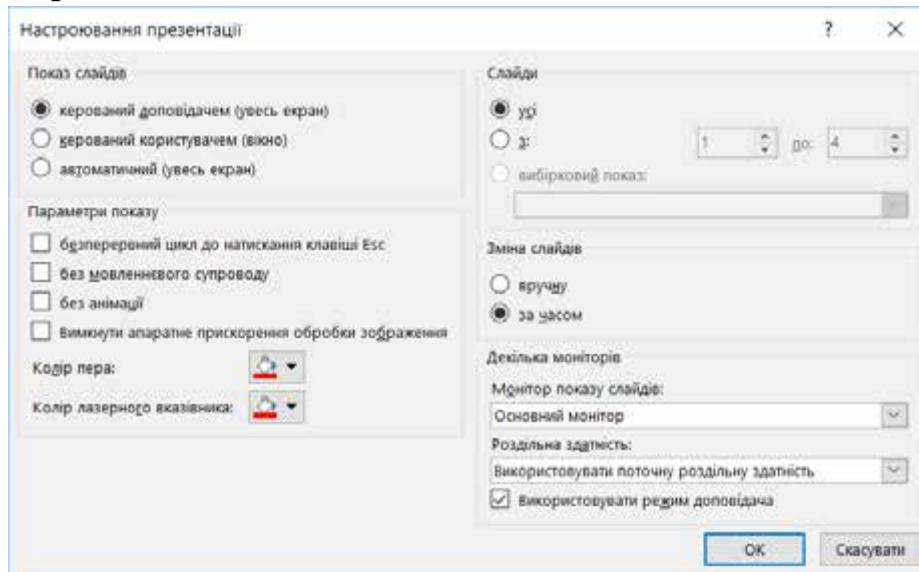 Настроювання презентації
Показ слайдів
керований доповідачем (увесь екран)
керований користувачем (вікно)
автоматичний (увесь екран)
Параметри показу
безперервний цикл до натискання клавіші Esc
без мовленнєвого супроводу
без анімації
Вимкнути апаратне прискорення обробки зображення
Колір пера:
Колір лазерного вказівника:
Слайди
усі
з: 1 до: 4
вибірковий показ:
Зміна слайдів
вручну
за часом
Декілька моніторів
Монітор показу слайдів:
Основний монітор
Роздільна здатність:
Використовувати поточну роздільну здатність
Використовувати режим доповідача
ОК Скасувати